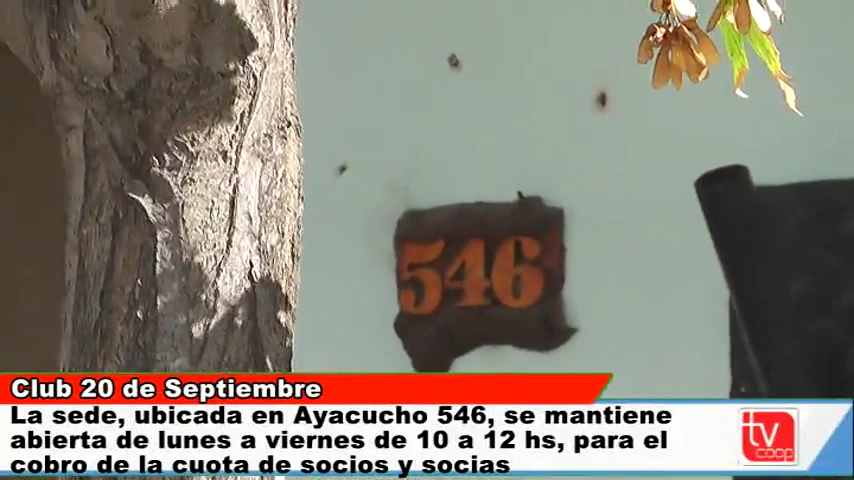 546
Club 20 de Septiembre
La sede, ubicada en Ayacucho 546, se mantiene
abierta de lunes a viernes de 10 a 12 hs, para el
cobro de la cuota de socios y socias
tv
coop